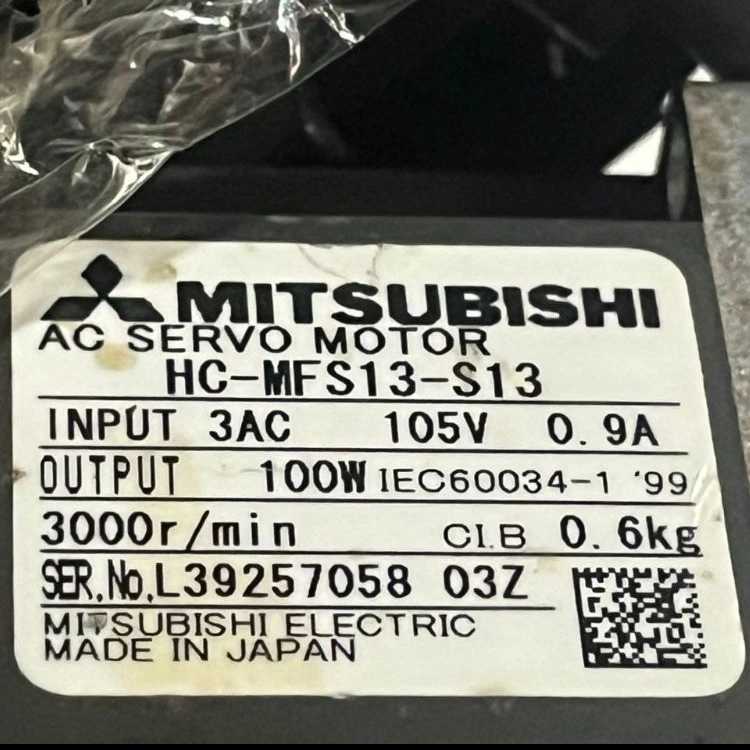 MITSUBISHI
AC SERVO MOTOR
HC-MFS13-S13
INPUT 3AC 105V 0.9A
OUTPUT 100W IEC60034-1 '99
3000r/min CI.B 0.6kg
SER.No.L39257058 03Z
MITSUBISHI ELECTRIC
MADE IN JAPAN